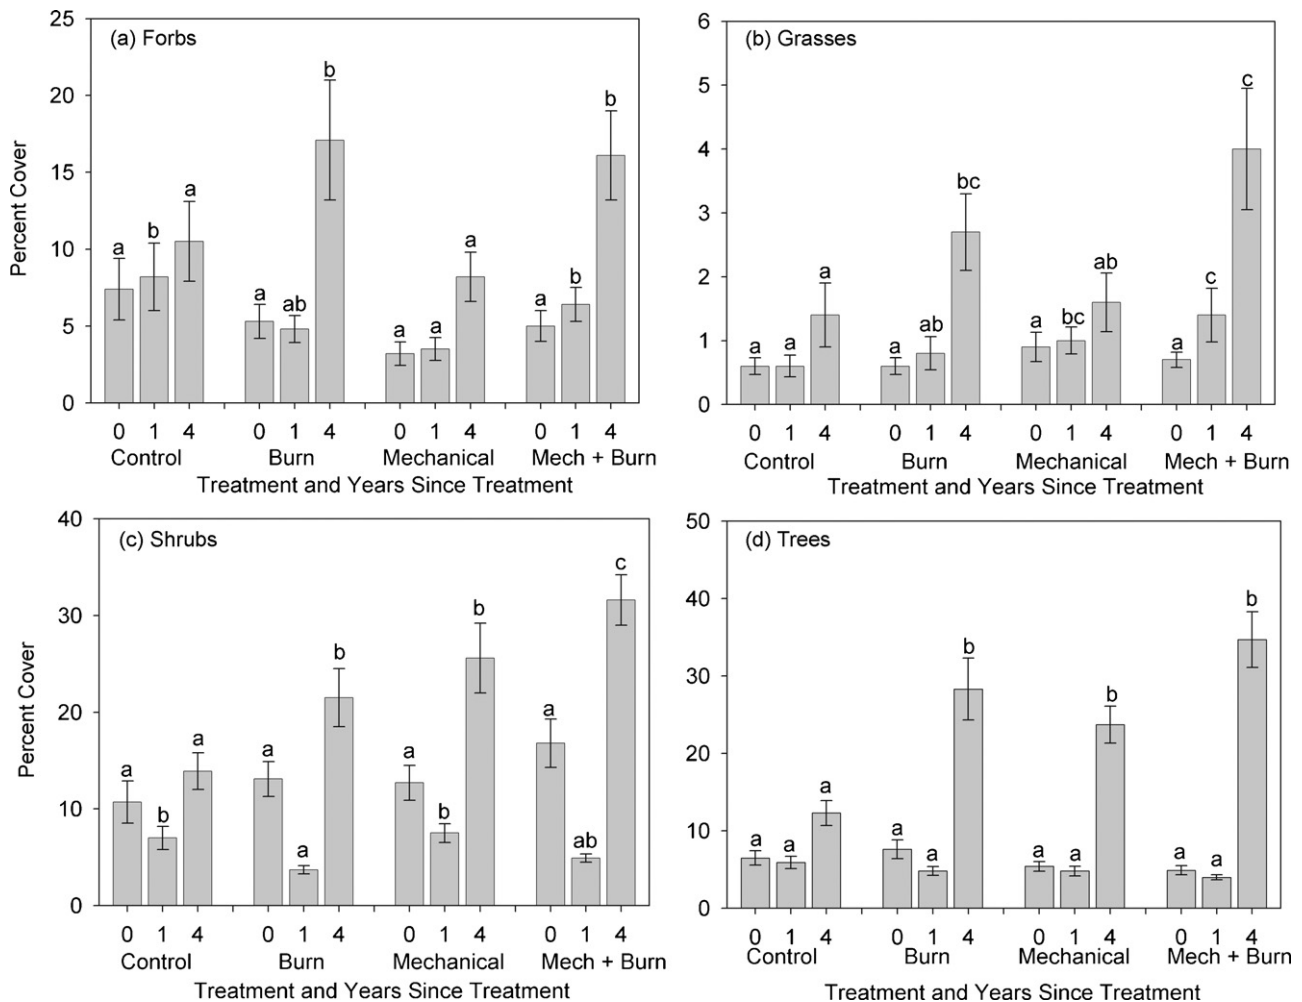 (a) Forbs
25
20
15
10
5
0
Percent Cover
a b a
a ab b
a a a
a b b
0 1 4 0 1 4 0 1 4 0 1 4
Control Burn Mechanical Mech + Burn
Treatment and Years Since Treatment
(b) Grasses
6
5
4
3
2
1
0
a a a
a ab bc
a bc ab
a c c
0 1 4 0 1 4 0 1 4 0 1 4
Control Burn Mechanical Mech + Burn
Treatment and Years Since Treatment
(c) Shrubs
40
30
20
10
0
Percent Cover
a b a
a a b
a b b
a ab c
0 1 4 0 1 4 0 1 4 0 1 4
Control Burn Mechanical Mech + Burn
Treatment and Years Since Treatment
(d) Trees
50
40
30
20
10
0
a a a
a a b
a a b
a a b
0 1 4 0 1 4 0 1 4 0 1 4
Control Burn Mechanical Mech + Burn
Treatment and Years Since Treatment